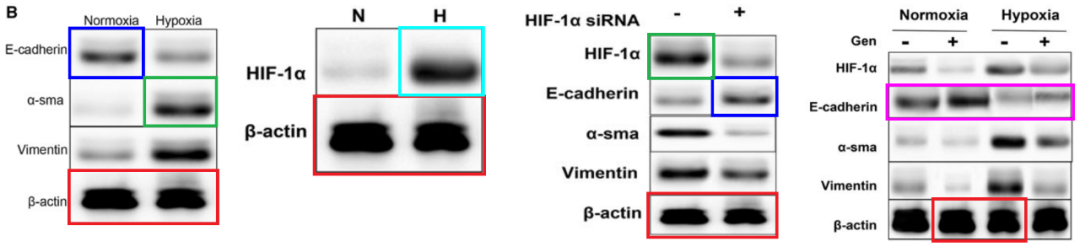 B
Normoxia Hypoxia
E-cadherin
α-sma
Vimentin
β-actin
N H
HIF-1α
β-actin
HIF-1α siRNA - +
HIF-1α
E-cadherin
α-sma
Vimentin
β-actin
Normoxia Hypoxia
Gen - + - +
HIF-1α
E-cadherin
α-sma
Vimentin
β-actin